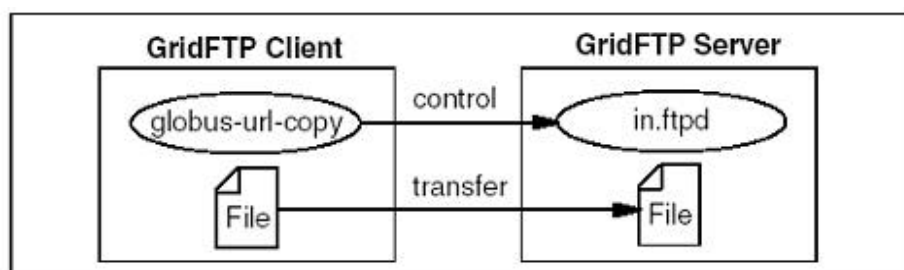 GridFTP Client
GridFTP Server
control
globus-url-copy
in.ftpd
transfer
File
File